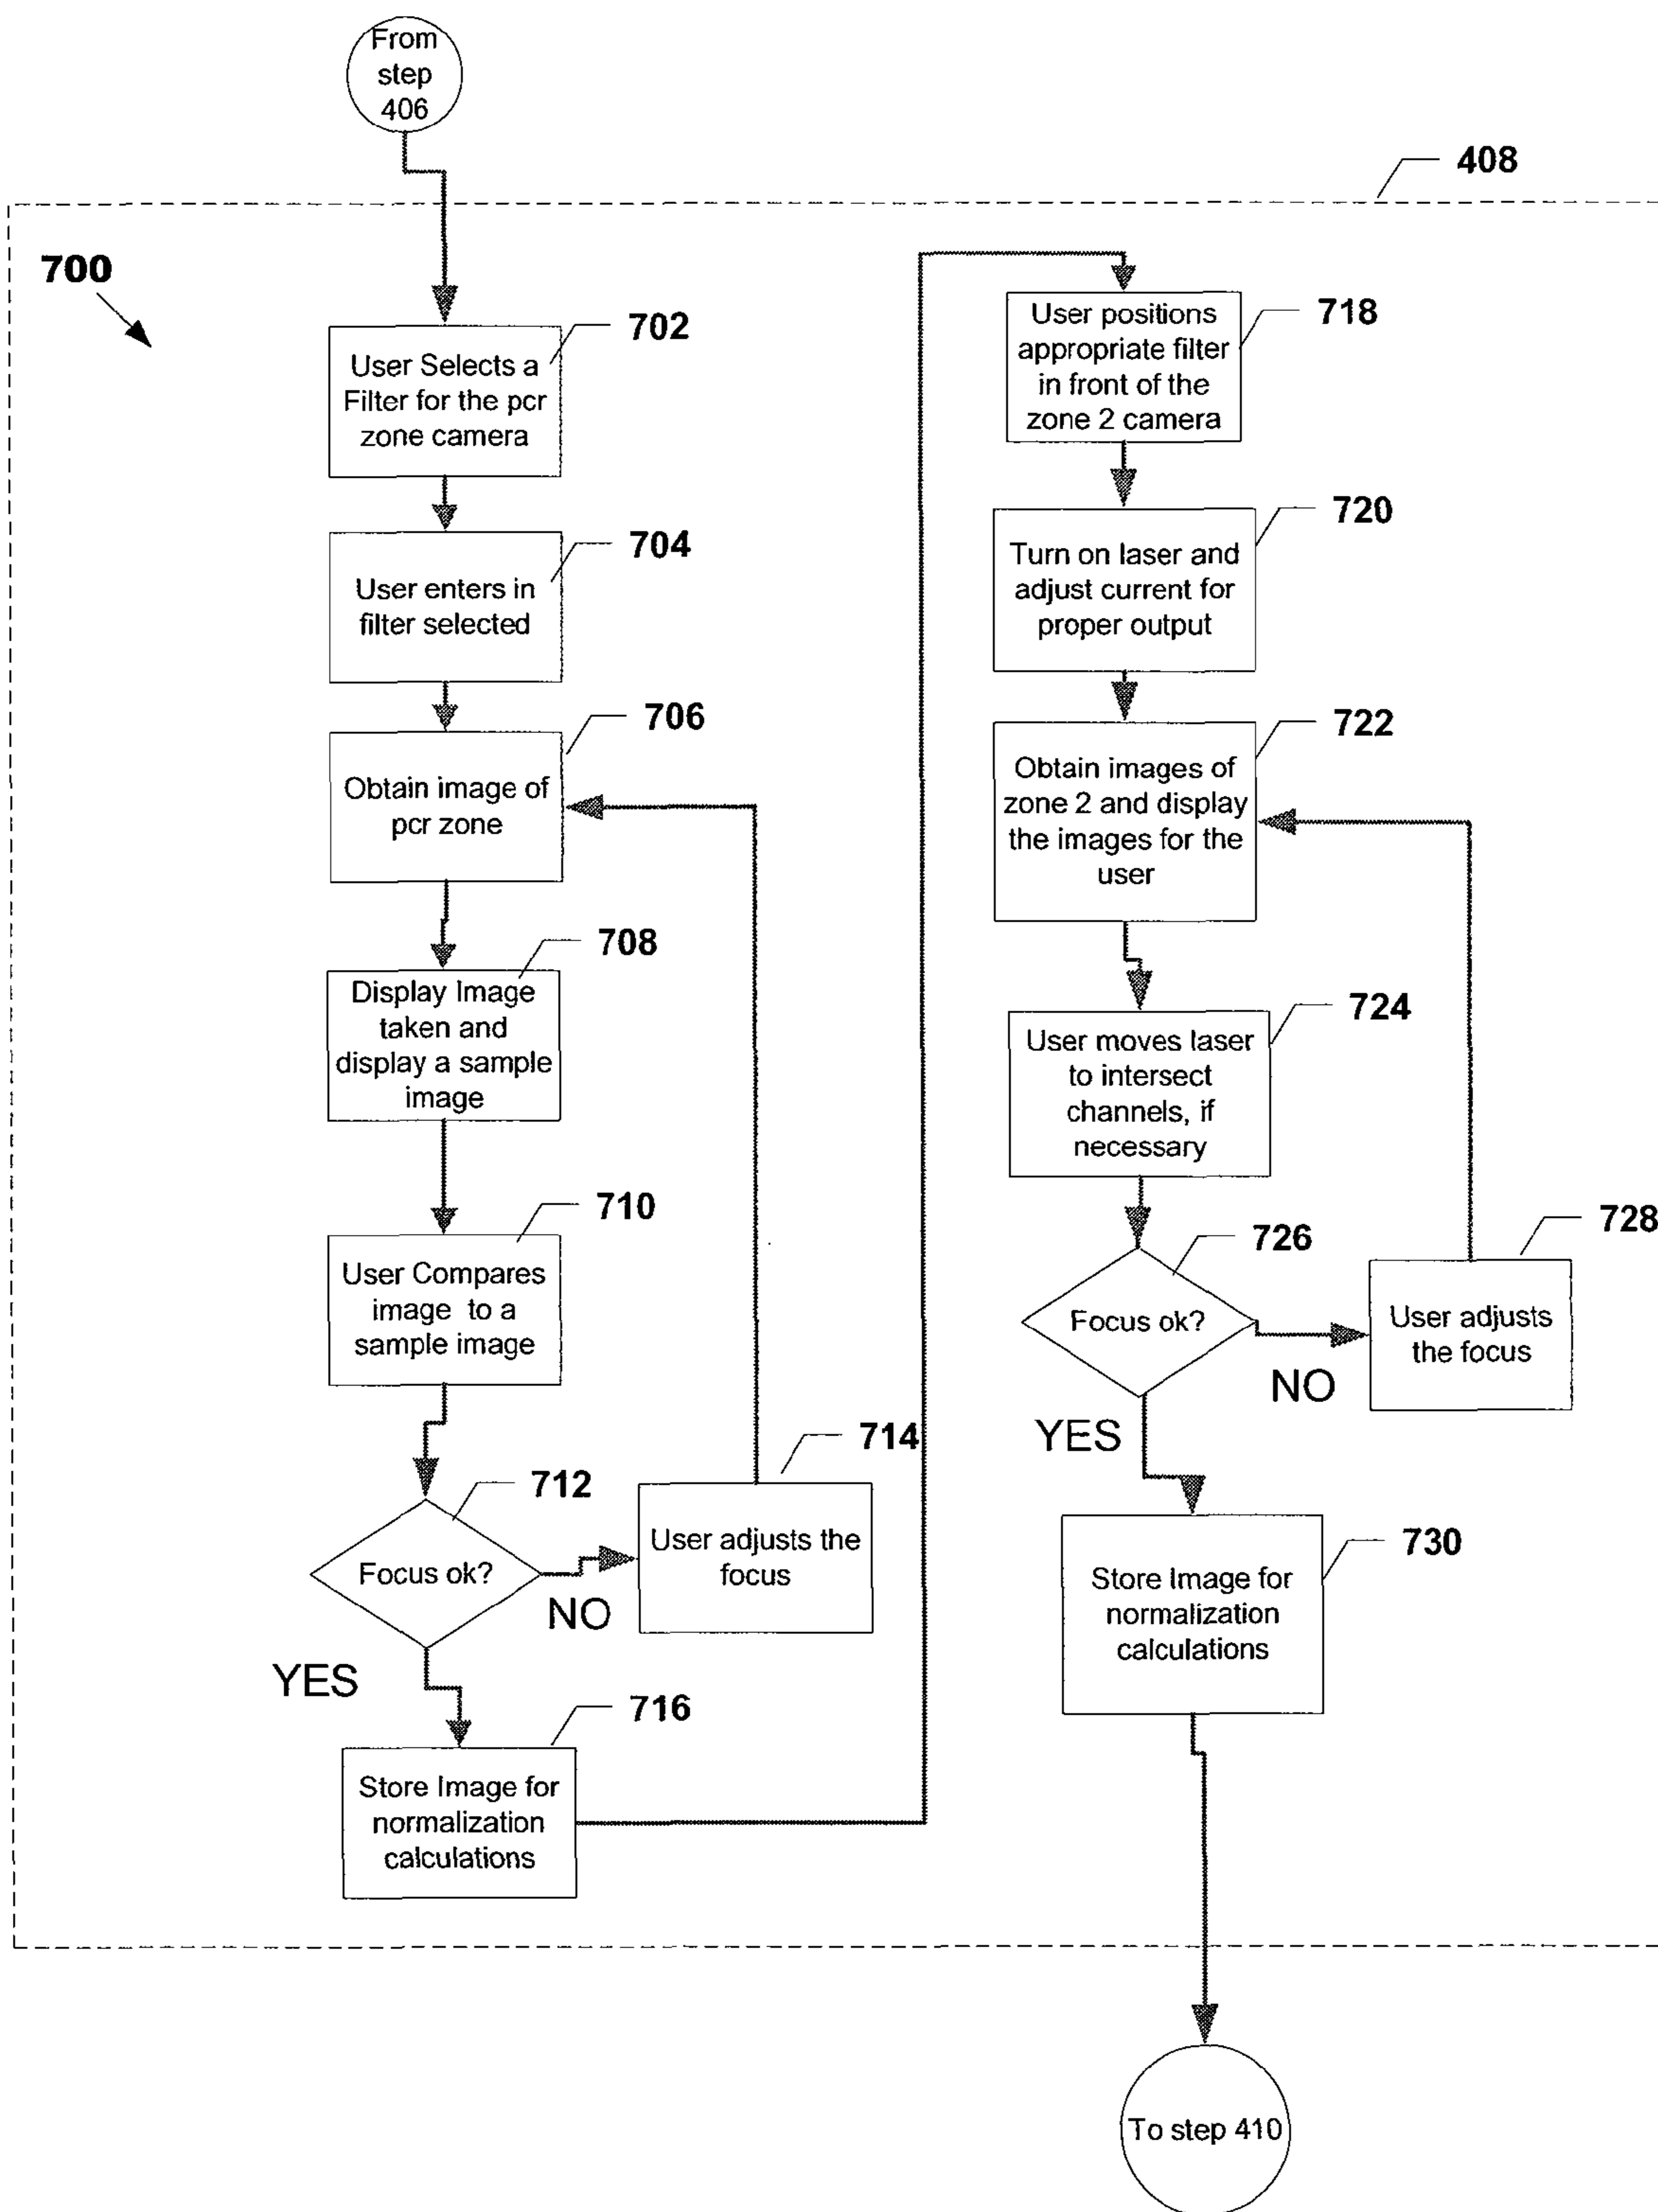 From
step
406
408
700
702
User Selects a
Filter for the pcr
zone camera
704
User enters in
filter selected
706
Obtain image of
pcr zone
708
Display Image
taken and
display a sample
image
710
User Compares
image to a
sample image
712
Focus ok?
NO
714
User adjusts the
focus
YES
716
Store Image for
normalization
calculations
718
User positions
appropriate filter
in front of the
zone 2 camera
720
Turn on laser and
adjust current for
proper output
722
Obtain images of
zone 2 and display
the images for the
user
724
User moves laser
to intersect
channels, if
necessary
726
Focus ok?
NO
728
User adjusts
the focus
YES
730
Store Image for
normalization
calculations
To step 410